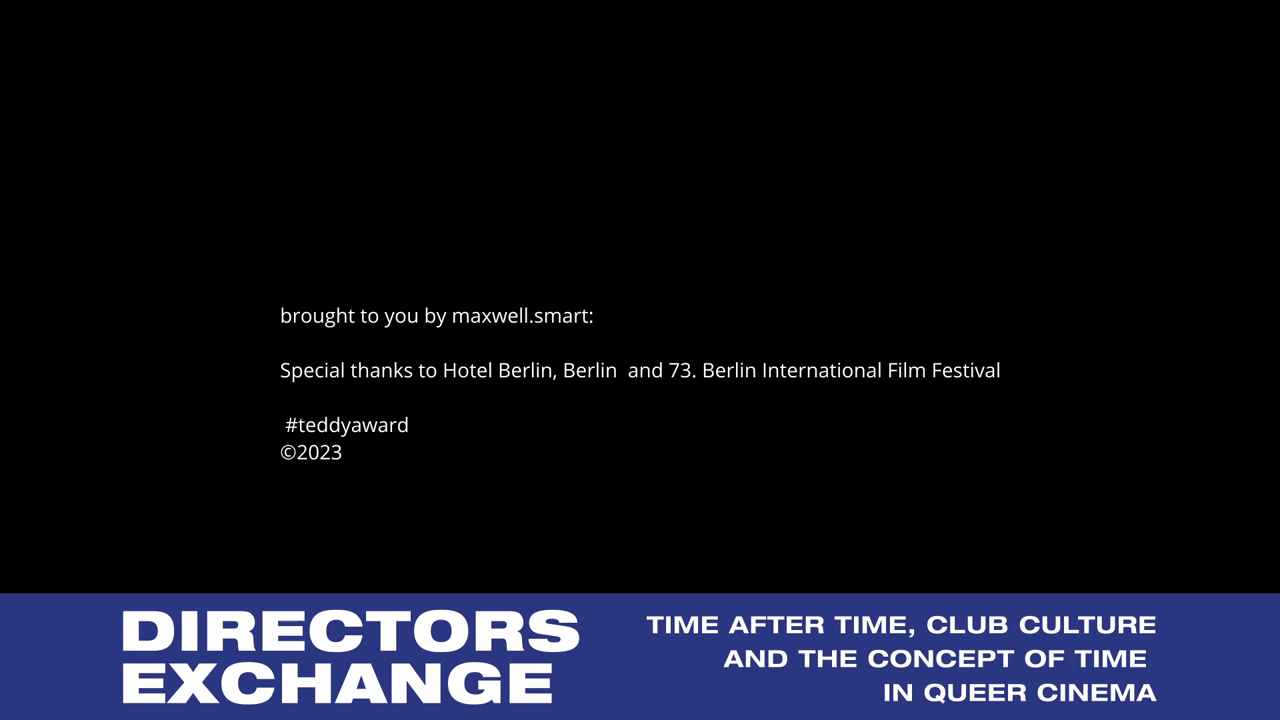 brought to you by maxwell.smart:
Special thanks to Hotel Berlin, Berlin  and 73. Berlin International Film Festival
#teddyaward
©2023
DIRECTORS
EXCHANGE
TIME AFTER TIME, CLUB CULTURE
AND THE CONCEPT OF TIME
IN QUEER CINEMA